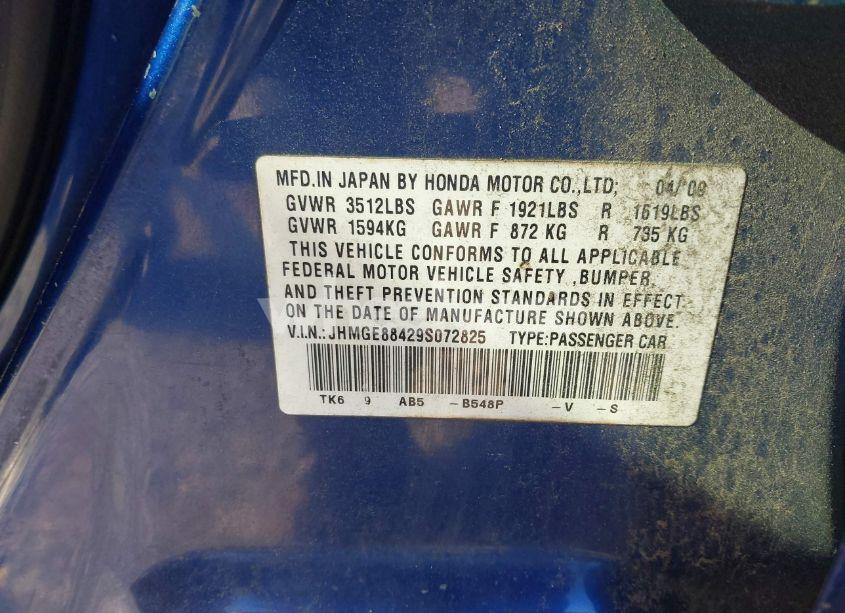 MFD.IN JAPAN BY HONDA MOTOR CO.,LTD; 04/09
GVWR 3512LBS GAWR F 1921LBS R 1619LBS
GVWR 1594KG GAWR F 872 KG R 735 KG
THIS VEHICLE CONFORMS TO ALL APPLICABLE
FEDERAL MOTOR VEHICLE SAFETY ,BUMPER,
AND THEFT PREVENTION STANDARDS IN EFFECT
ON THE DATE OF MANUFACTURE SHOWN ABOVE.
V.I.N.:JHMGE88429S072825 TYPE:PASSENGER CAR
TK6 9 AB5 -B548P -V -S